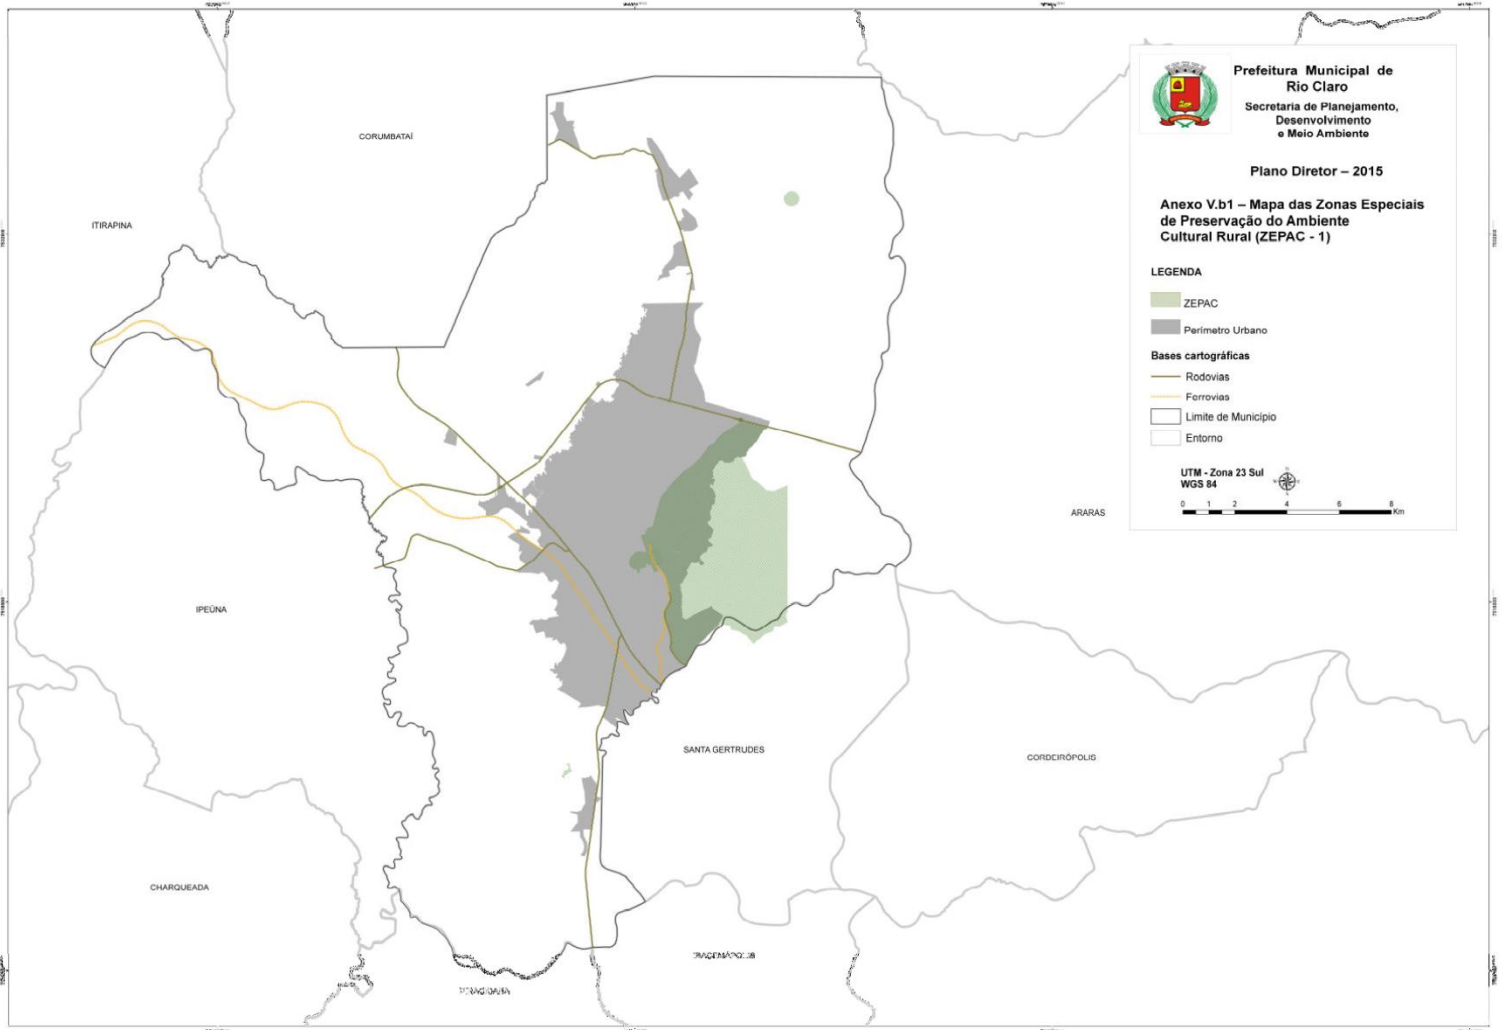 Prefeitura Municipal de
Rio Claro
Secretaria de Planejamento,
Desenvolvimento
e Meio Ambiente
Plano Diretor – 2015
Anexo V.b1 – Mapa das Zonas Especiais
de Preservação do Ambiente
Cultural Rural (ZEPAC - 1)
LEGENDA
ZEPAC
Perímetro Urbano
Bases cartográficas
Rodovias
Ferrovias
Limite de Município
Entorno
UTM - Zona 23 Sul
WGS 84
0 1 2 4 6 8 Km
CORUMBATAÍ
ITIRAPINA
ARARAS
IPEÚNA
SANTA GERTRUDES
CORDEIRÓPOLIS
CHARQUEADA
IRACEMÁPOLIS